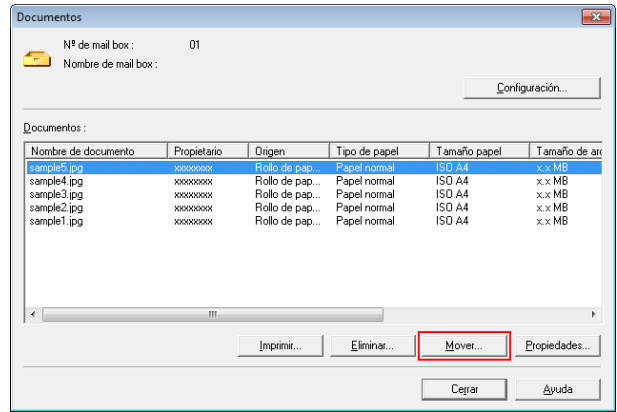 Documentos
Nº de mail box : 01
Nombre de mail box :
Configuración...
Documentos :
Nombre de documento Propietario Origen Tipo de papel Tamaño papel Tamaño de arc
sample5.jpg xxxxxxxx Rollo de pap... Papel normal ISO A4 x.x MB
sample4.jpg xxxxxxxx Rollo de pap... Papel normal ISO A4 x.x MB
sample3.jpg xxxxxxxx Rollo de pap... Papel normal ISO A4 x.x MB
sample2.jpg xxxxxxxx Rollo de pap... Papel normal ISO A4 x.x MB
sample1.jpg xxxxxxxx Rollo de pap... Papel normal ISO A4 x.x MB
Imprimir... Eliminar... Mover... Propiedades...
Cerrar Ayuda